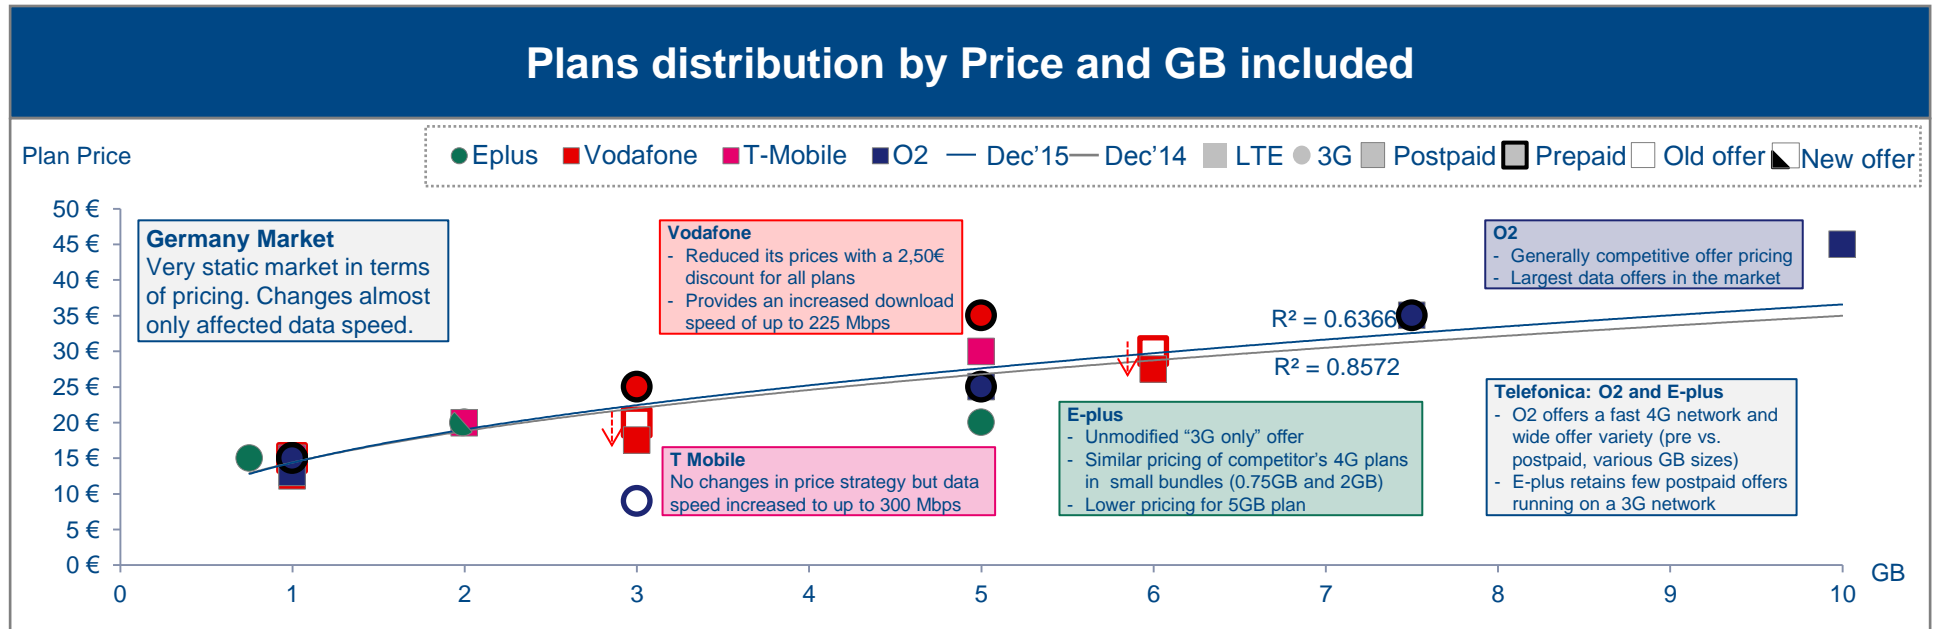 Plans distribution by Price and GB included
Plan Price
Eplus Vodafone T-Mobile O2 Dec’15 Dec’14 LTE 3G Postpaid Prepaid Old offer New offer
50 €
45 €
40 €
35 €
30 €
25 €
20 €
15 €
10 €
5 €
0 €
Germany Market
Very static market in terms
of pricing. Changes almost
only affected data speed.
Vodafone
- Reduced its prices with a 2,50€
discount for all plans
- Provides an increased download
speed of up to 225 Mbps
O2
- Generally competitive offer pricing
- Largest data offers in the market
R² = 0.6366
R² = 0.8572
T Mobile
No changes in price strategy but data
speed increased to up to 300 Mbps
E-plus
- Unmodified “3G only” offer
- Similar pricing of competitor’s 4G plans
in small bundles (0.75GB and 2GB)
- Lower pricing for 5GB plan
Telefonica: O2 and E-plus
- O2 offers a fast 4G network and
wide offer variety (pre vs.
postpaid, various GB sizes)
- E-plus retains few postpaid offers
running on a 3G network
0 1 2 3 4 5 6 7 8 9 10
GB